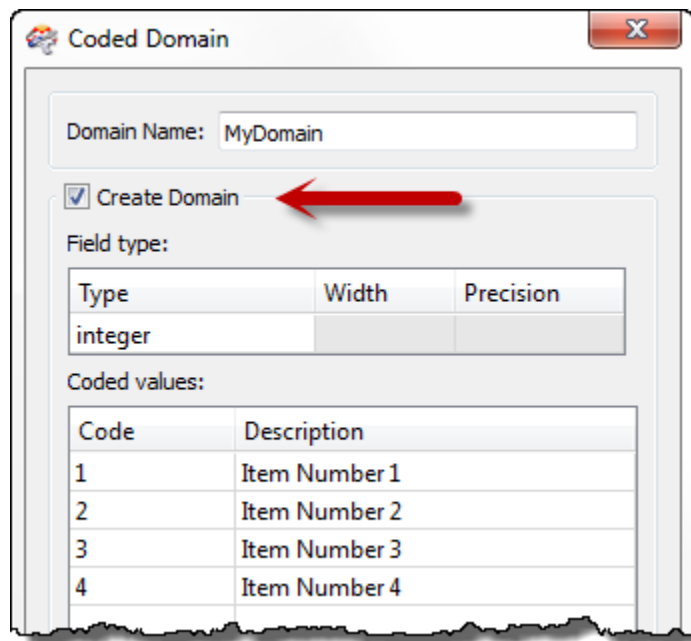 Coded Domain
Domain Name: MyDomain
Create Domain
Field type:
Type Width Precision
integer
Coded values:
Code Description
1 Item Number 1
2 Item Number 2
3 Item Number 3
4 Item Number 4